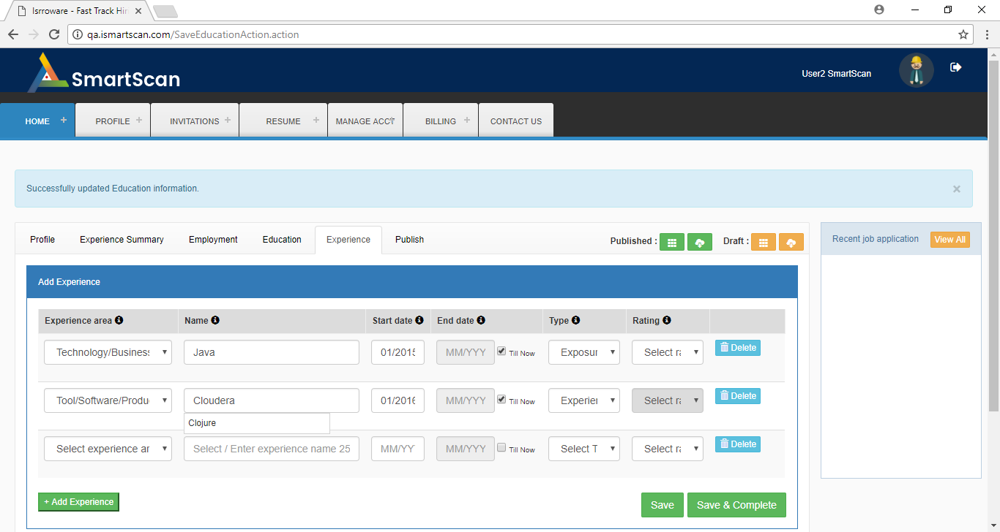 Isrroware - Fast Track Hir
qa.ismartscan.com/SaveEducationAction.action
SmartScan
User2 SmartScan
HOME + PROFILE + INVITATIONS + RESUME + MANAGE ACCT + BILLING + CONTACT US
Successfully updated Education information. ×
Profile Experience Summary Employment Education Experience Publish Published : Draft :
Recent job application View All
Add Experience
Experience area Name Start date End date Type Rating
Technology/Business Java 01/2015 MM/YYY Till Now Exposur Select ra Delete
Tool/Software/Produ Cloudera 01/2016 MM/YYY Till Now Experier Select ra Delete
Clojure
Select experience ar Select / Enter experience name 25 MM/YY MM/YYY Till Now Select T Select ra Delete
+ Add Experience Save Save & Complete